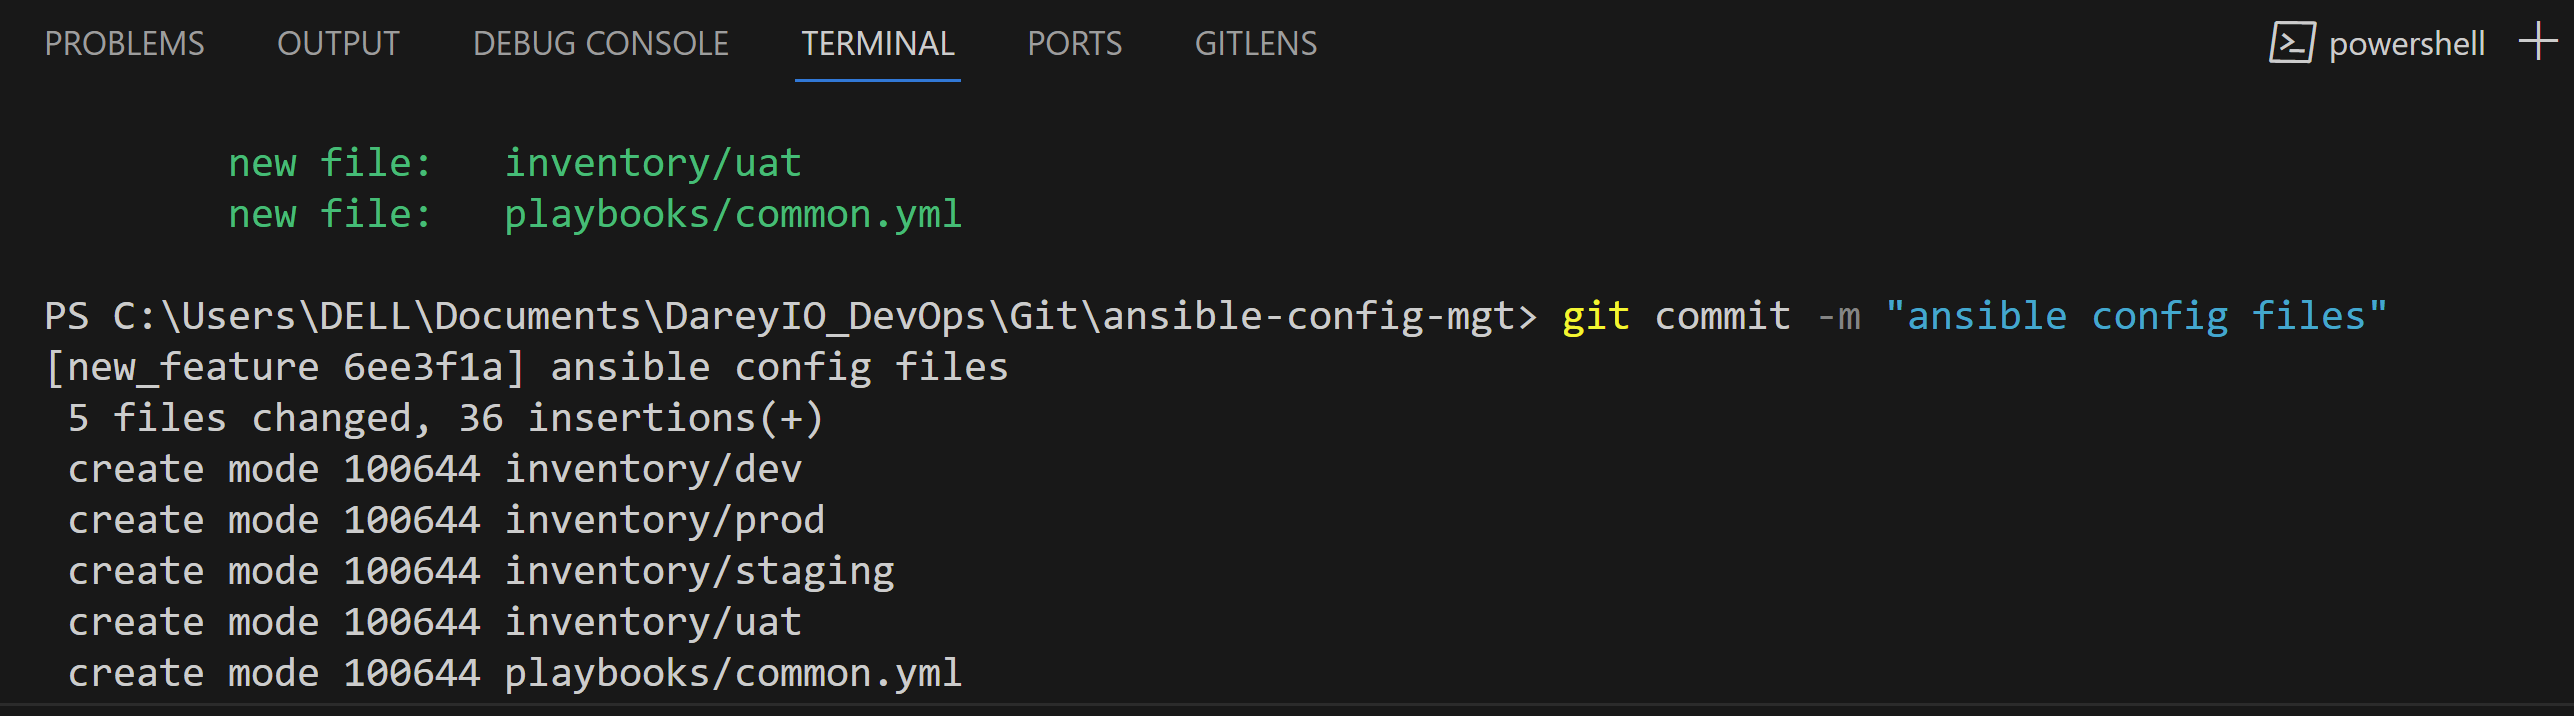 PROBLEMS OUTPUT DEBUG CONSOLE TERMINAL PORTS GITLENS powershell
new file:   inventory/uat
new file:   playbooks/common.yml
PS C:\Users\DELL\Documents\DareyIO_DevOps\Git\ansible-config-mgt> git commit -m "ansible config files"
[new_feature 6ee3f1a] ansible config files
 5 files changed, 36 insertions(+)
 create mode 100644 inventory/dev
 create mode 100644 inventory/prod
 create mode 100644 inventory/staging
 create mode 100644 inventory/uat
 create mode 100644 playbooks/common.yml